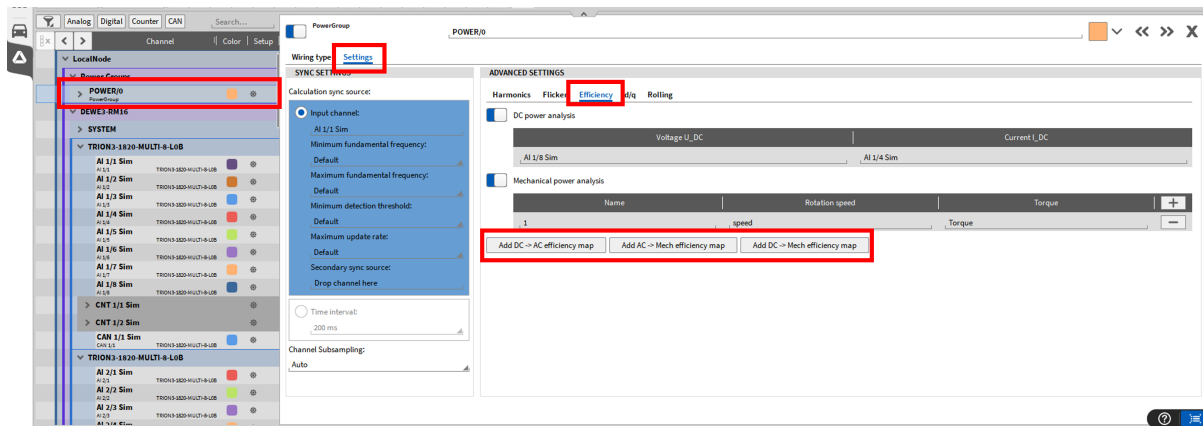 Analog Digital Counter CAN Search...
Channel Color Setup
LocalNode
Power Groups
POWER/0
PowerGroup
DEWE3-RM16
SYSTEM
TRION3-1820-MULTI-8-L0B
AI 1/1 Sim
AI 1/1 TRION3-1820-MULTI-8-L0B
AI 1/2 Sim
AI 1/2 TRION3-1820-MULTI-8-L0B
AI 1/3 Sim
AI 1/3 TRION3-1820-MULTI-8-L0B
AI 1/4 Sim
AI 1/4 TRION3-1820-MULTI-8-L0B
AI 1/5 Sim
AI 1/5 TRION3-1820-MULTI-8-L0B
AI 1/6 Sim
AI 1/6 TRION3-1820-MULTI-8-L0B
AI 1/7 Sim
AI 1/7 TRION3-1820-MULTI-8-L0B
AI 1/8 Sim
AI 1/8 TRION3-1820-MULTI-8-L0B
CNT 1/1 Sim
CNT 1/2 Sim
CAN 1/1 Sim
CAN 1/1 TRION3-1820-MULTI-8-L0B
TRION3-1820-MULTI-8-L0B
AI 2/1 Sim
AI 2/1 TRION3-1820-MULTI-8-L0B
AI 2/2 Sim
AI 2/2 TRION3-1820-MULTI-8-L0B
AI 2/3 Sim
AI 2/3 TRION3-1820-MULTI-8-L0B
AI 2/4 Sim
PowerGroup
POWER/0
Wiring type Settings
SYNC SETTINGS
Calculation sync source:
Input channel:
AI 1/1 Sim
Minimum fundamental frequency:
Default
Maximum fundamental frequency:
Default
Minimum detection threshold:
Default
Maximum update rate:
Default
Secondary sync source:
Drop channel here
Time interval:
200 ms
Channel Subsampling:
Auto
ADVANCED SETTINGS
Harmonics Flicker Efficiency d/q Rolling
DC power analysis
Voltage U_DC Current I_DC
AI 1/8 Sim AI 1/4 Sim
Mechanical power analysis
Name Rotation speed Torque +
1 speed Torque −
Add DC -> AC efficiency map Add AC -> Mech efficiency map Add DC -> Mech efficiency map